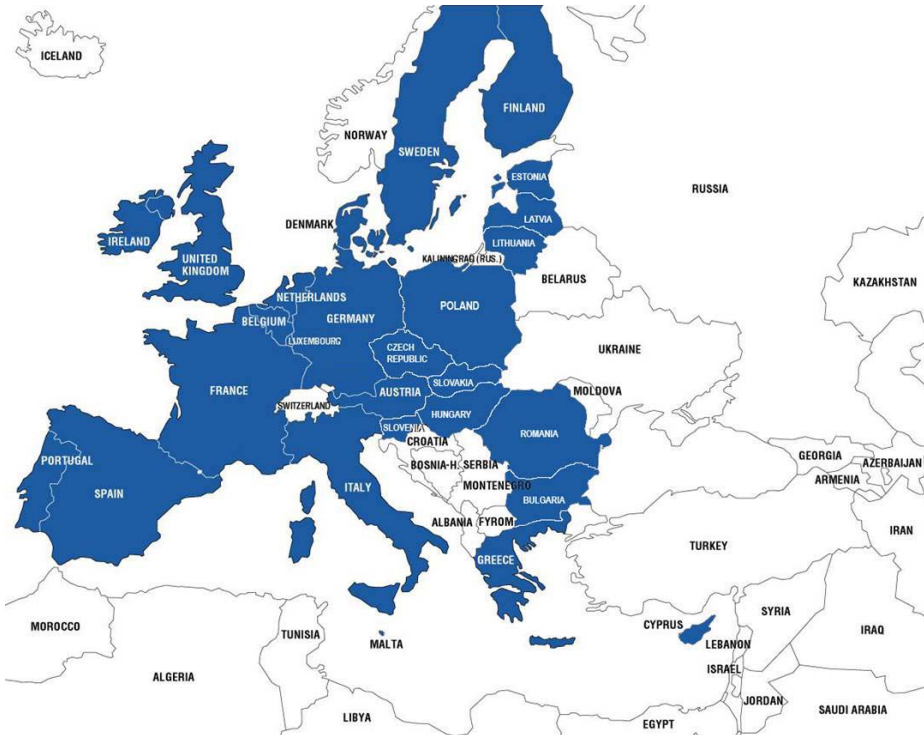 ICELAND
FINLAND
NORWAY
SWEDEN
ESTONIA
RUSSIA
LATVIA
DENMARK
IRELAND
LITHUANIA
UNITED
KINGDOM
KALININGRAD (RUS.)
BELARUS
KAZAKHSTAN
NETHERLANDS
POLAND
BELGIUM
GERMANY
LUXEMBOURG
CZECH
REPUBLIC
UKRAINE
SLOVAKIA
FRANCE
AUSTRIA
MOLDOVA
SWITZERLAND
HUNGARY
SLOVENIA
ROMANIA
CROATIA
GEORGIA
PORTUGAL
BOSNIA-H.
SERBIA
AZERBAIJAN
ARMENIA
MONTENEGRO
ITALY
SPAIN
BULGARIA
ALBANIA
FYROM
IRAN
TURKEY
GREECE
SYRIA
CYPRUS
MOROCCO
TUNISIA
IRAQ
MALTA
LEBANON
ISRAEL
ALGERIA
JORDAN
SAUDI ARABIA
LIBYA
EGYPT